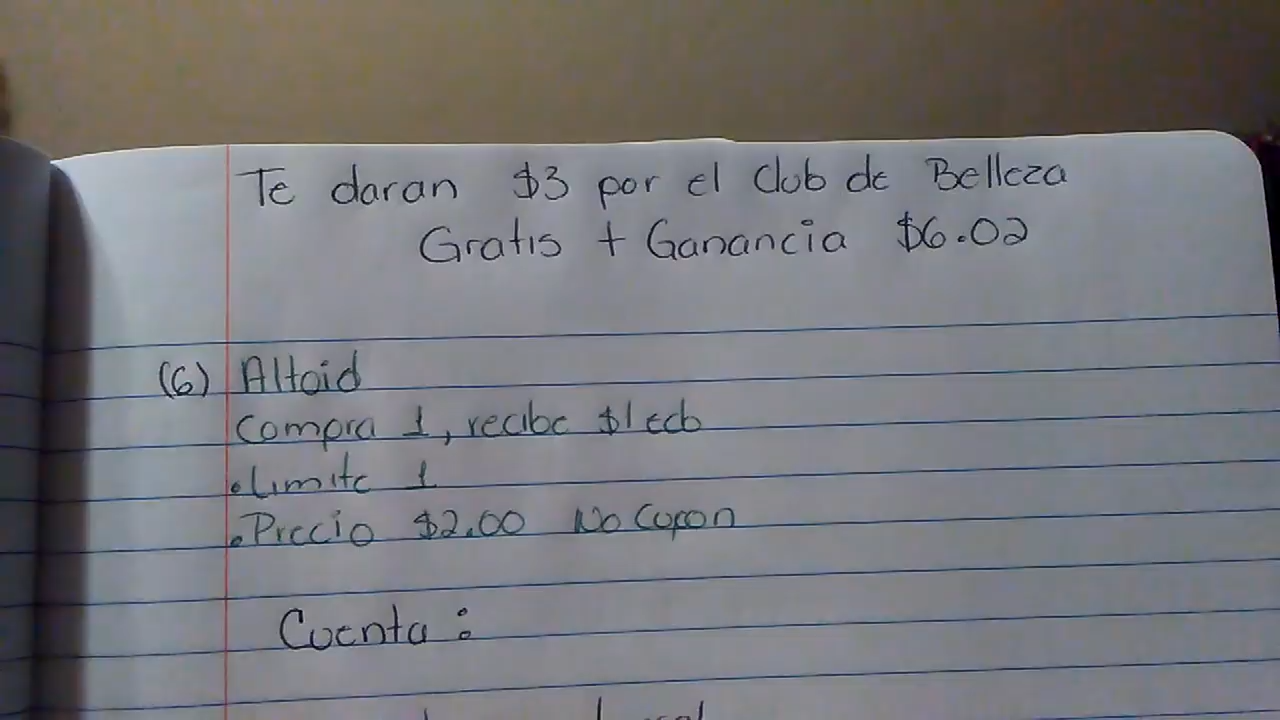 Te daran $3 por el Club de Belleza
Gratis + Ganancia $6.02
(6) Altoid
Compra 1, recibe $1 ecb
.Limite 1
.Precio $2.00 No Cupon
Cuenta: